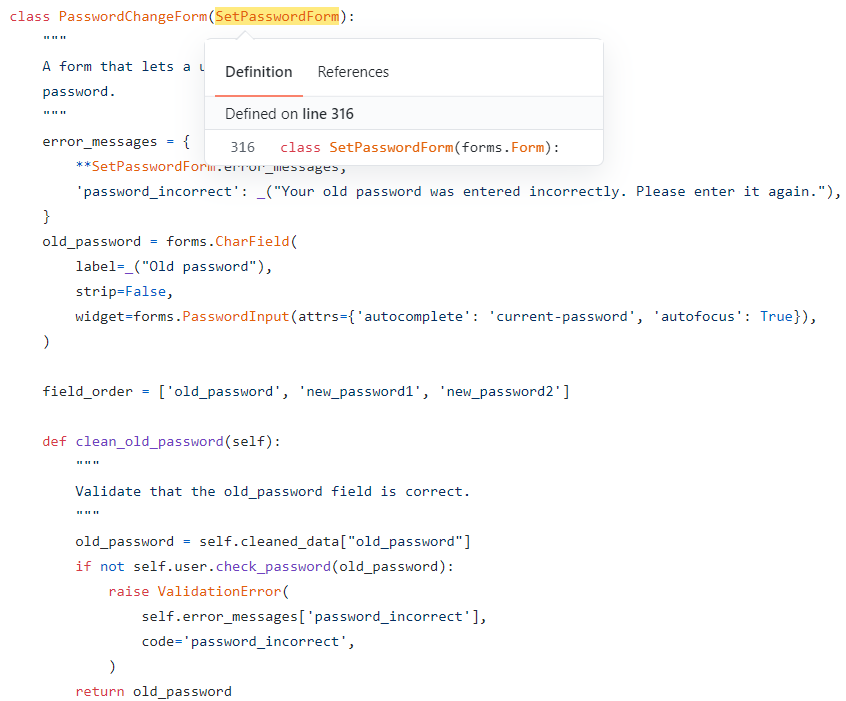 class PasswordChangeForm(SetPasswordForm):
"""
A form that lets a u
password.
"""
error_messages = {
**SetPasswordForm.error_messages,
'password_incorrect': _("Your old password was entered incorrectly. Please enter it again."),
}
old_password = forms.CharField(
label=_("Old password"),
strip=False,
widget=forms.PasswordInput(attrs={'autocomplete': 'current-password', 'autofocus': True}),
)
field_order = ['old_password', 'new_password1', 'new_password2']
def clean_old_password(self):
"""
Validate that the old_password field is correct.
"""
old_password = self.cleaned_data["old_password"]
if not self.user.check_password(old_password):
raise ValidationError(
self.error_messages['password_incorrect'],
code='password_incorrect',
)
return old_password
Definition References
Defined on line 316
316 class SetPasswordForm(forms.Form):